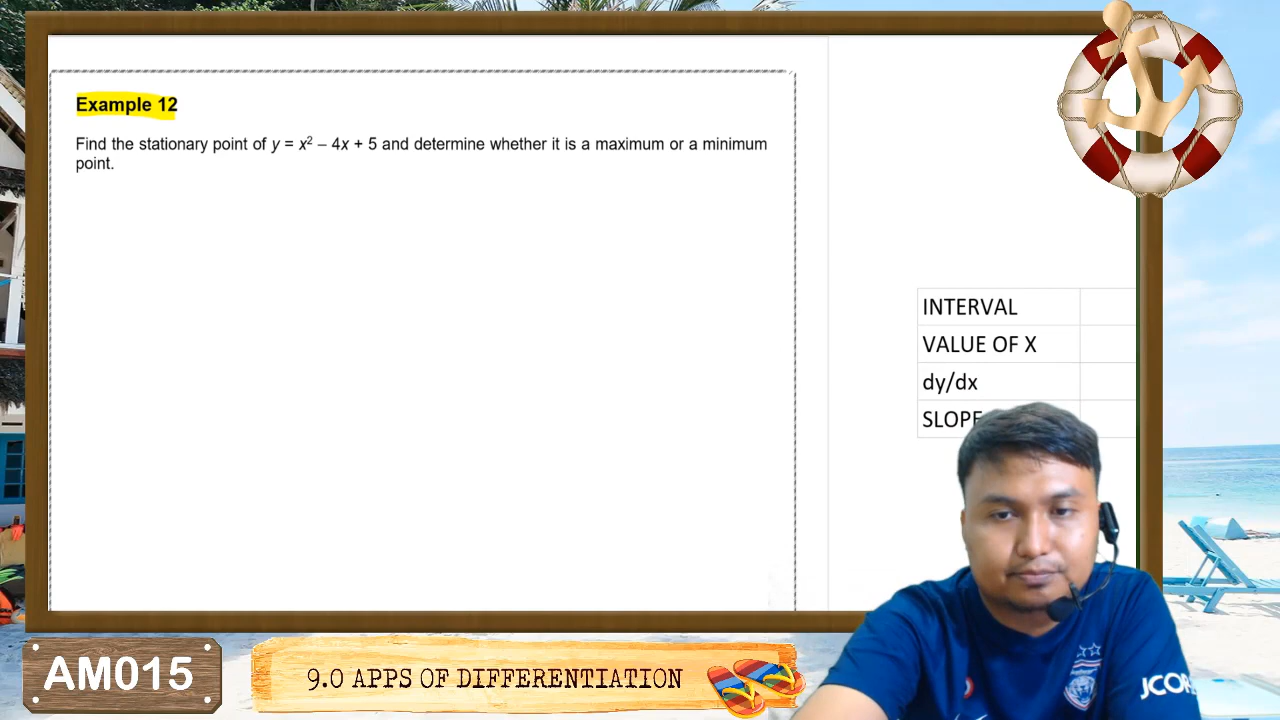 Example 12
Find the stationary point of y = x² – 4x + 5 and determine whether it is a maximum or a minimum
point.
INTERVAL
VALUE OF X
dy/dx
SLOPE
AM015
9.0 APPS OF DIFFERENTIATION